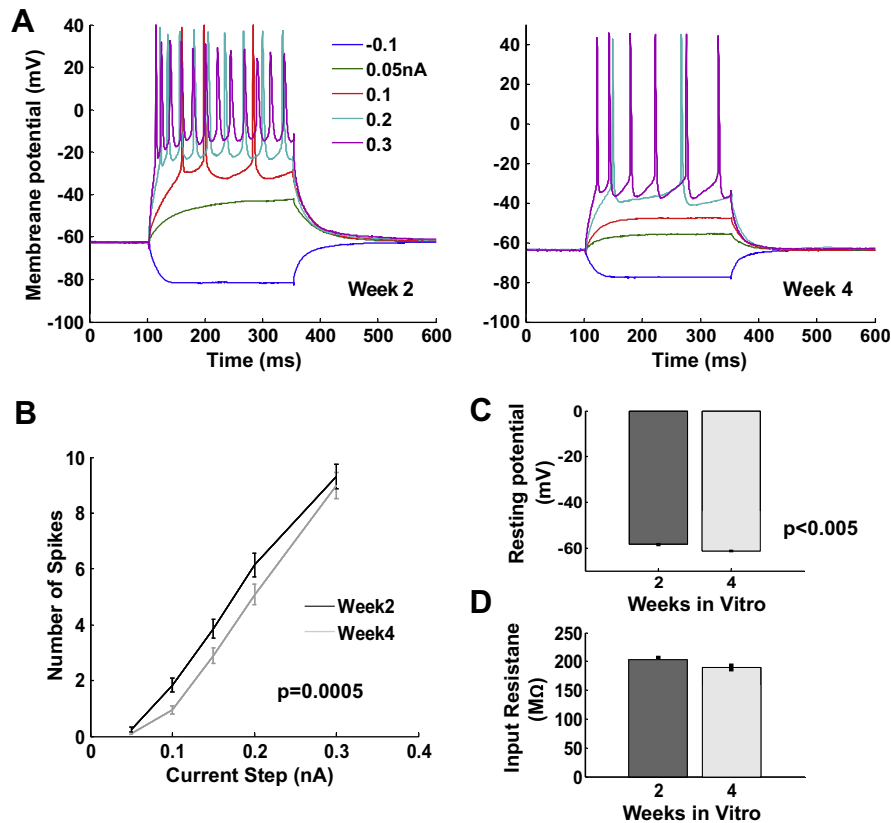 A
Membreane potential (mV)
40
20
0
-20
-40
-60
-80
-100
0
100
200
300
400
500
600
Time (ms)
-0.1
0.05nA
0.1
0.2
0.3
Week 2
40
20
0
-20
-40
-60
-80
-100
0
100
200
300
400
500
600
Time (ms)
Week 4
B
Number of Spikes
10
8
6
4
2
0
0
0.1
0.2
0.3
0.4
Current Step (nA)
Week2
Week4
p=0.0005
C
Resting potential
(mV)
0
-20
-40
-60
2
4
Weeks in Vitro
p<0.005
D
Input Resistane
(MΩ)
250
200
150
100
50
0
2
4
Weeks in Vitro